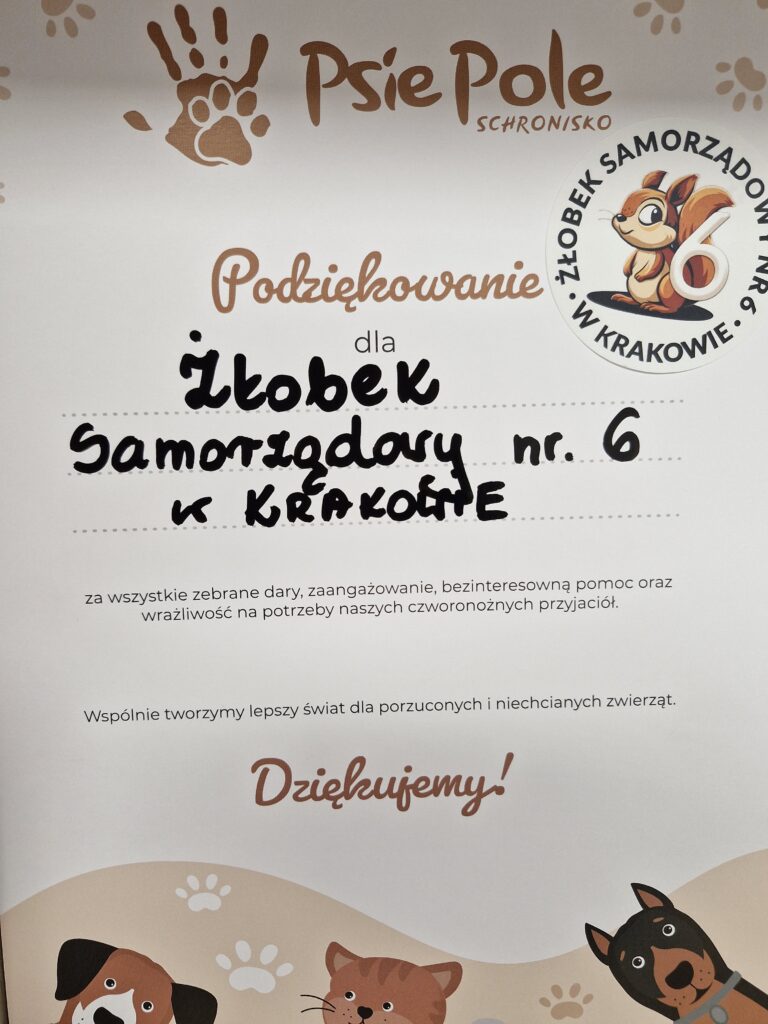 Psie Pole
SCHRONISKO
ŻŁOBEK SAMORZĄDOWY NR 6
W KRAKOWIE
6
Podziękowanie
dla
Żłobek
Samorządowy nr. 6
w KRAKOWIE
za wszystkie zebrane dary, zaangażowanie, bezinteresowną pomoc oraz
wrażliwość na potrzeby naszych czworonożnych przyjaciół.
Wspólnie tworzymy lepszy świat dla porzuconych i niechcianych zwierząt.
Dziękujemy!